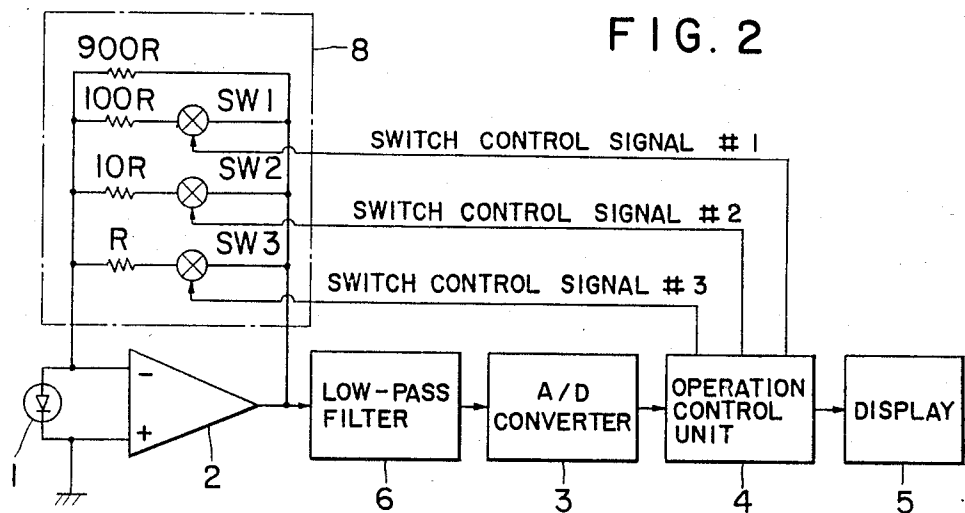 FIG. 2
8
900R
100R
SW1
SWITCH CONTROL SIGNAL #1
10R
SW2
SWITCH CONTROL SIGNAL #2
R
SW3
SWITCH CONTROL SIGNAL #3
−
+
1
2
LOW-PASS
FILTER
6
A/D
CONVERTER
3
OPERATION
CONTROL
UNIT
4
DISPLAY
5